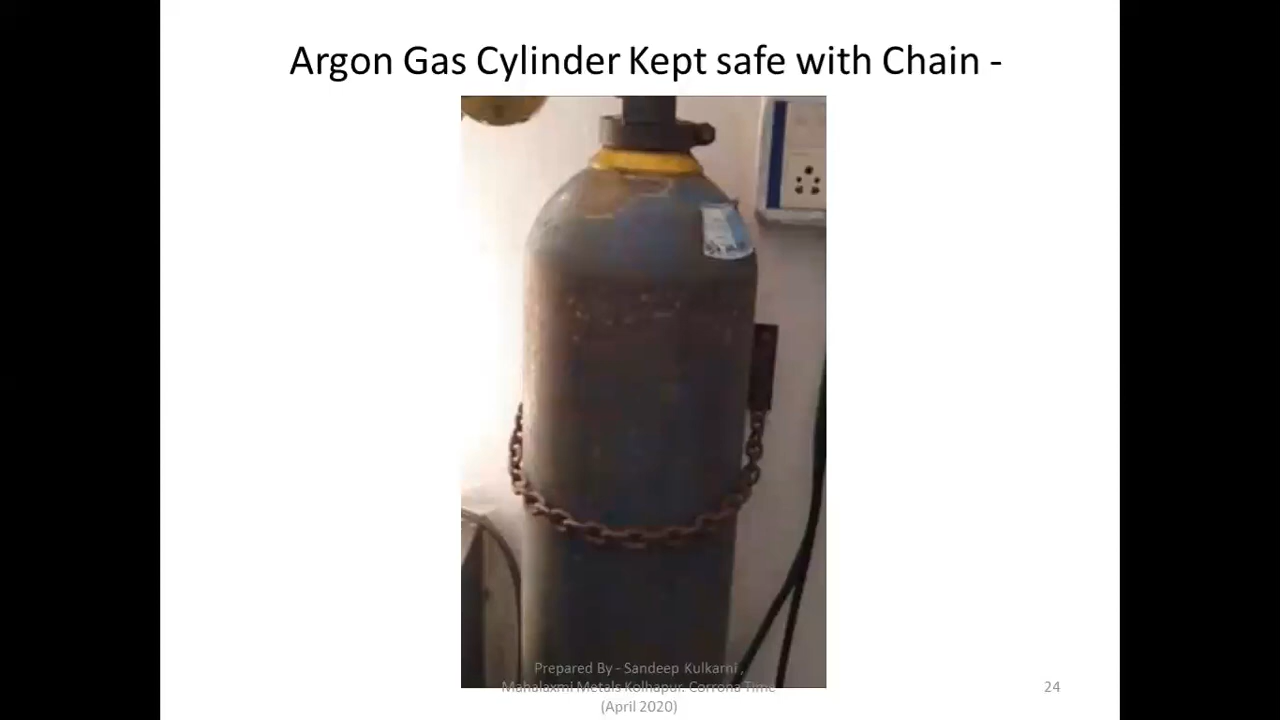 Argon Gas Cylinder Kept safe with Chain -
Prepared By - Sandeep Kulkarni ,
Mahalaxmi Metals Kolhapur. Corrona Time
(April 2020)
24